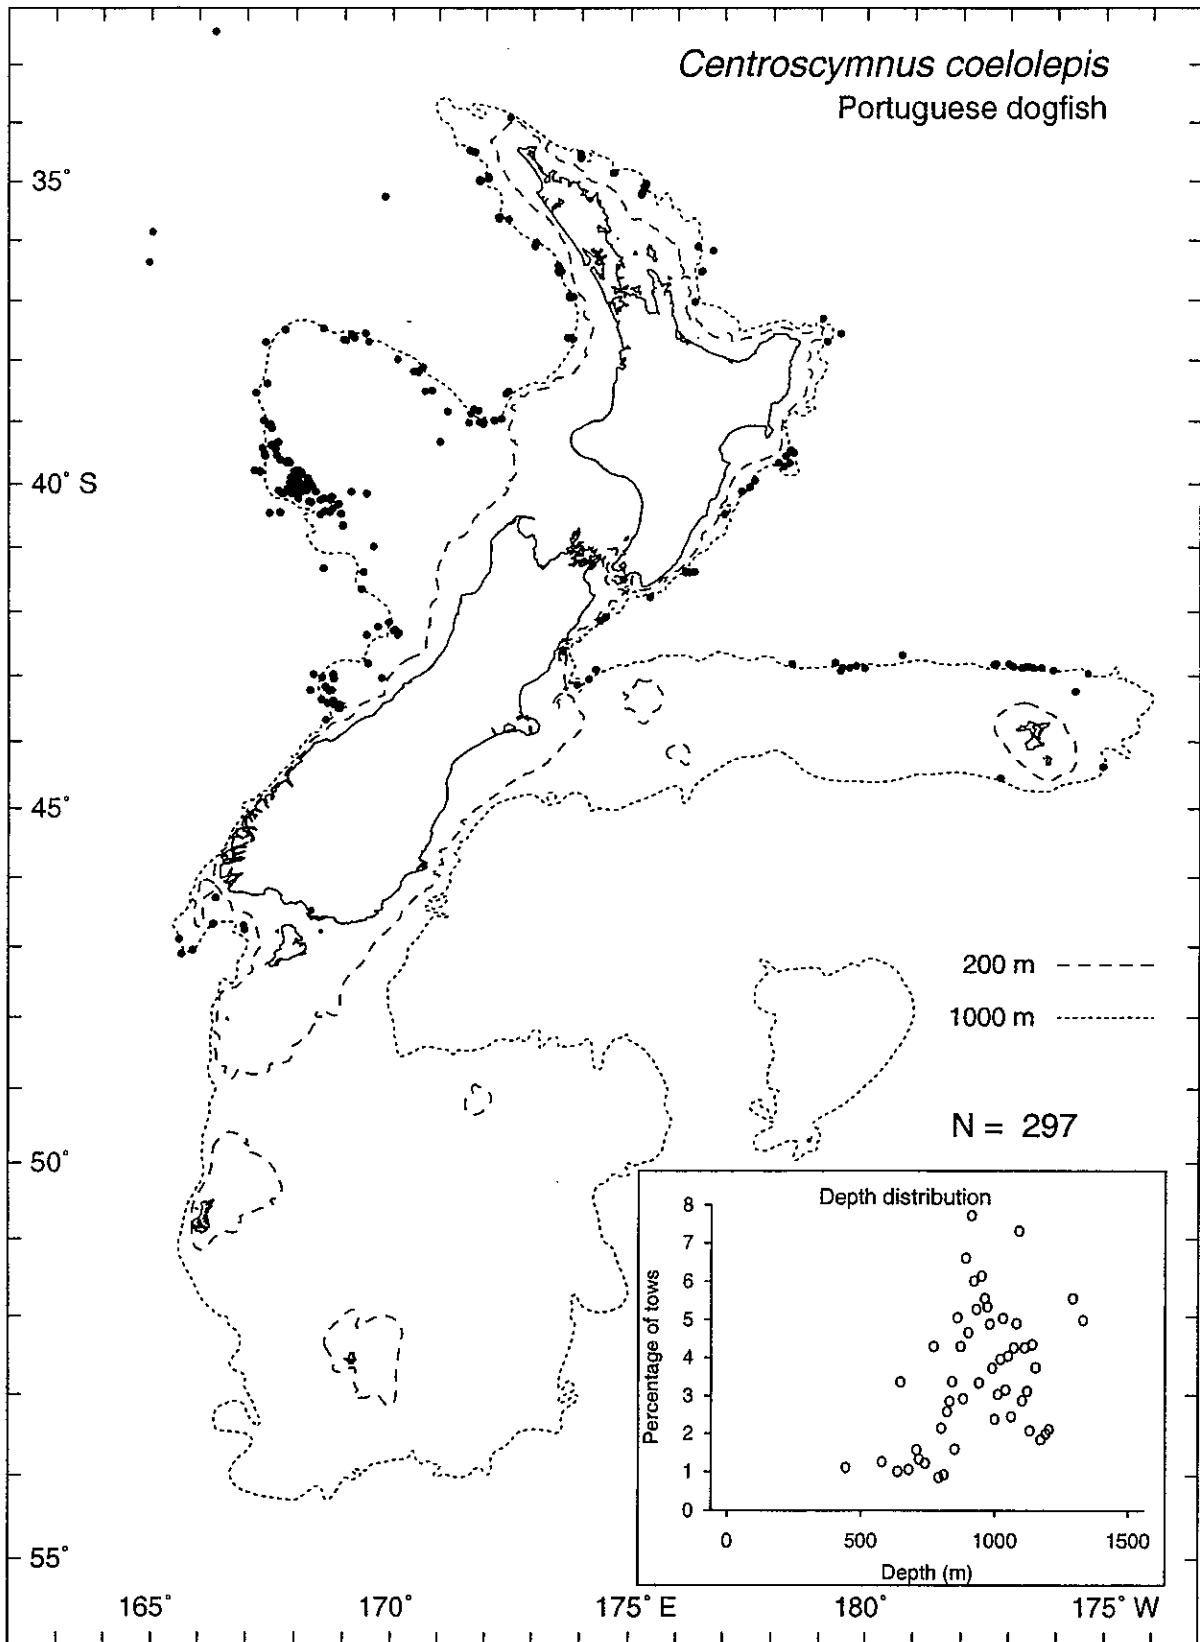 Centroscymnus coelolepis
Portuguese dogfish
35°
40° S
45°
200 m
1000 m
N = 297
50°
Depth distribution
8
7
6
5
4
3
2
1
0
Percentage of tows
0 500 1000 1500
Depth (m)
55°
165° 170° 175° E 180° 175° W